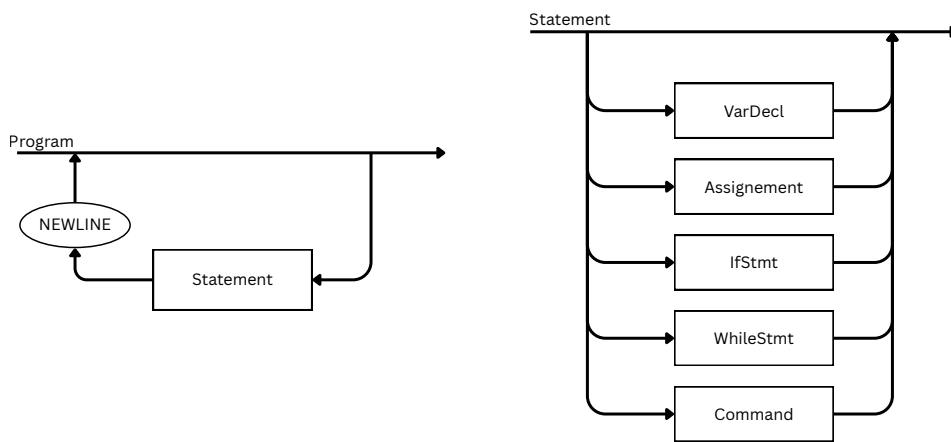 Program
NEWLINE
Statement
Statement
VarDecl
Assignement
IfStmt
WhileStmt
Command